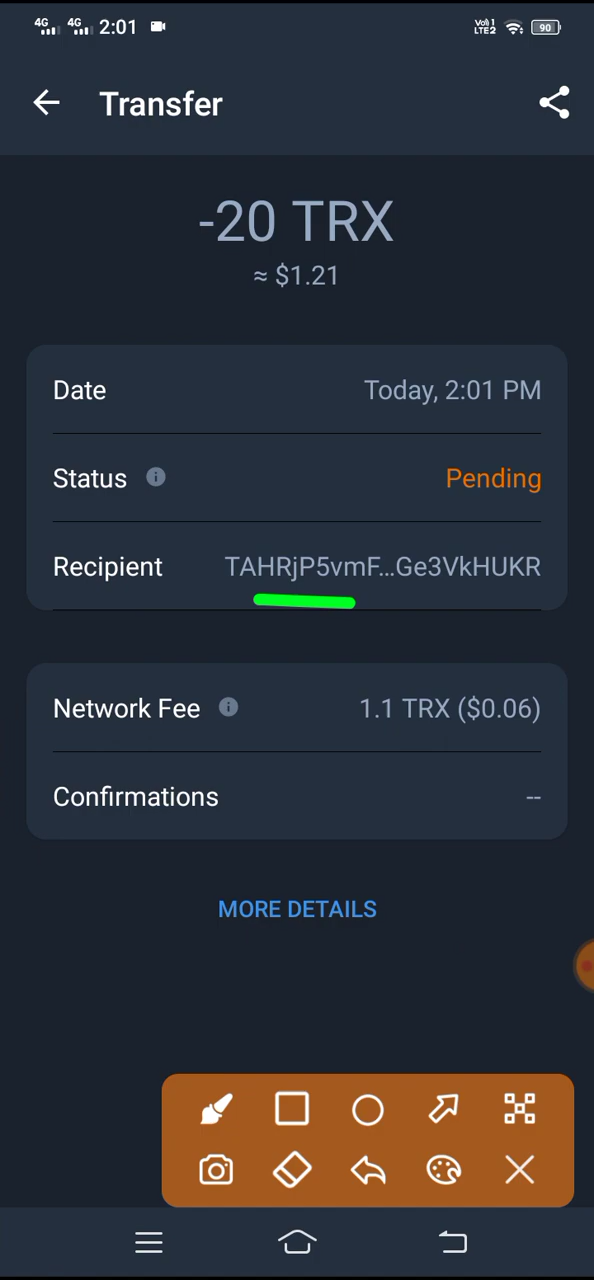 4G 4G 2:01 Vo) 1 LTE2 90
Transfer
-20 TRX
≈ $1.21
Date Today, 2:01 PM
Status Pending
Recipient TAHRjP5vmF...Ge3VkHUKR
Network Fee 1.1 TRX ($0.06)
Confirmations --
MORE DETAILS